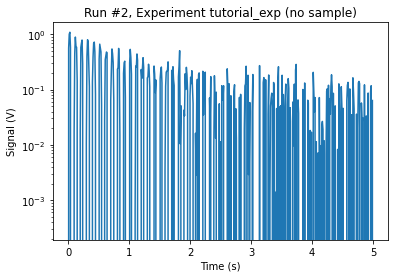 Run #2, Experiment tutorial_exp (no sample)
10⁰
10⁻¹
10⁻²
10⁻³
Signal (V)
0 1 2 3 4 5
Time (s)